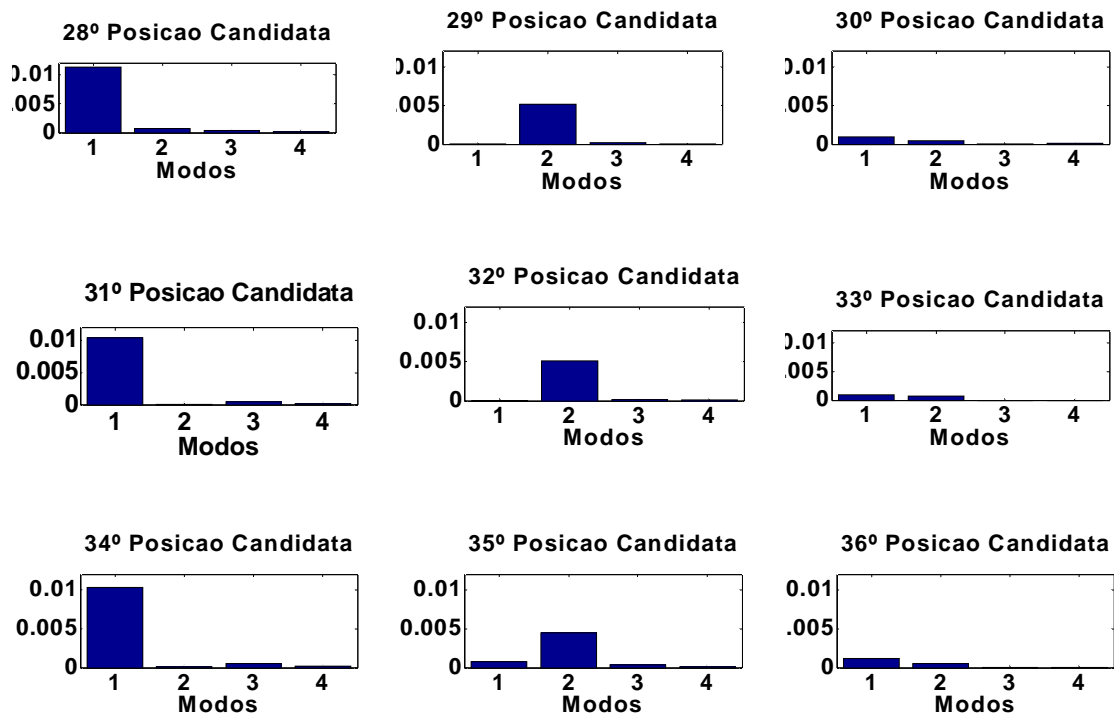 28º Posicao Candidata
0.01
.005
0
1 2 3 4
Modos
29º Posicao Candidata
0.01
.005
0
1 2 3 4
Modos
30º Posicao Candidata
0.01
.005
0
1 2 3 4
Modos
31º Posicao Candidata
0.01
0.005
0
1 2 3 4
Modos
32º Posicao Candidata
0.01
0.005
0
1 2 3 4
Modos
33º Posicao Candidata
0.01
.005
0
1 2 3 4
Modos
34º Posicao Candidata
0.01
0.005
0
1 2 3 4
Modos
35º Posicao Candidata
0.01
0.005
0
1 2 3 4
Modos
36º Posicao Candidata
0.01
.005
0
1 2 3 4
Modos